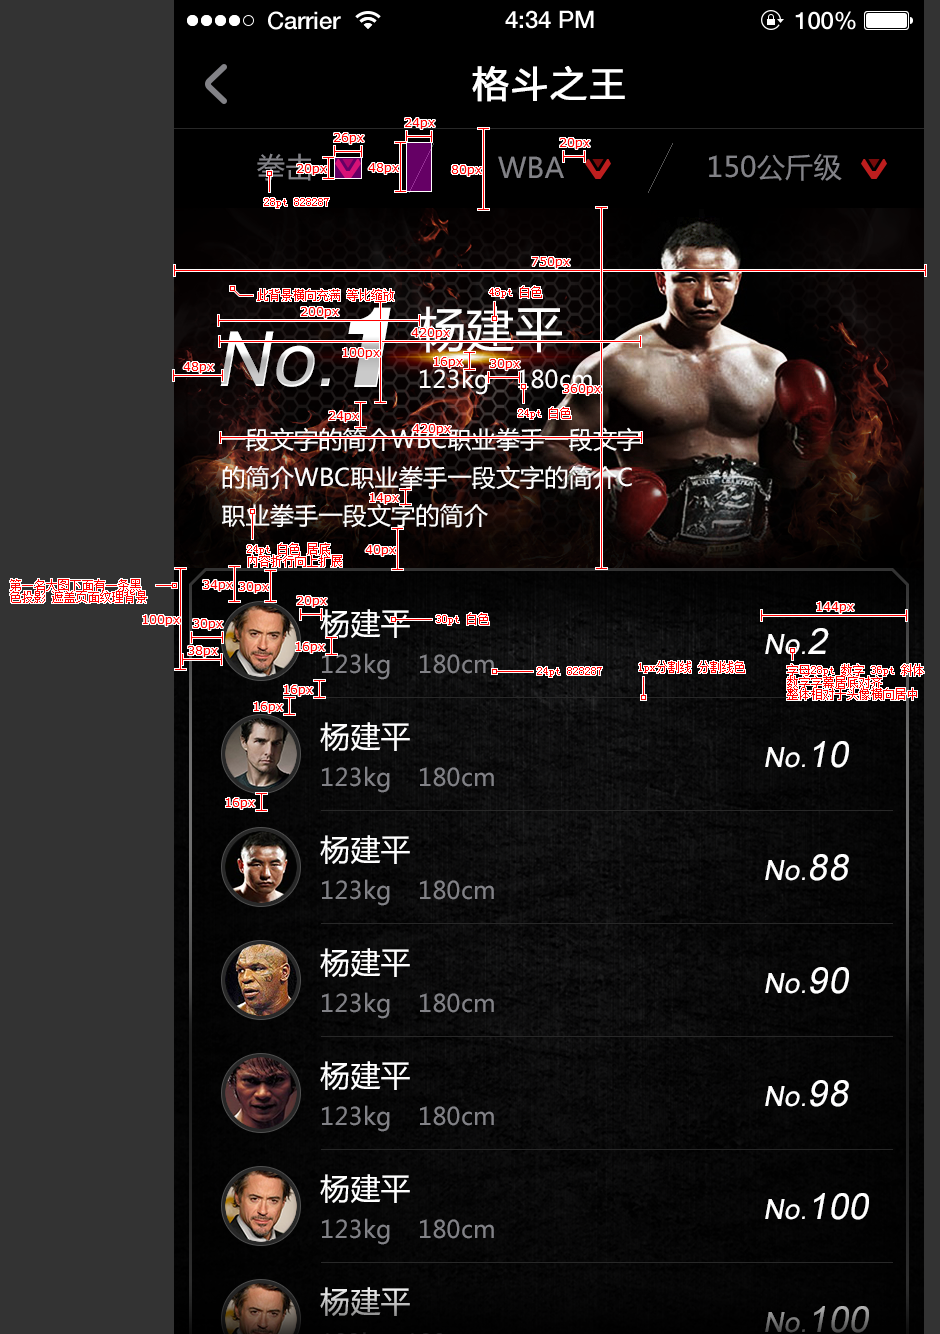 Carrier 4:34 PM 100%
格斗之王
24px
26px
20px
拳击 20px 48px 80px WBA 150公斤级
28pt 828287
750px
此背景横向充满 等比缩放
48pt 白色
200px
No.1 杨建平
420px
100px
16px 30px
48px
123kg 180cm
360px
24px
24pt 白色
420px
一段文字的简介WBC职业拳手一段文字
的简介WBC职业拳手一段文字的简介C
14px
职业拳手一段文字的简介
24pt 白色 居底
内容折行向上扩展
40px
第一名大图下面有一条黑
色投影 遮盖页面纹理背景
34px 30px
100px
20px
144px
30px
38px
杨建平
30pt 白色
16px
No.2
123kg 180cm
24pt 828287
1px分割线 分割线色
字母28pt 数字 36pt 斜体
数字字幕居底对齐
整体相对于头像横向居中
16px
16px
杨建平
No.10
123kg 180cm
16px
杨建平
No.88
123kg 180cm
杨建平
No.90
123kg 180cm
杨建平
No.98
123kg 180cm
杨建平
No.100
123kg 180cm
杨建平
No.100